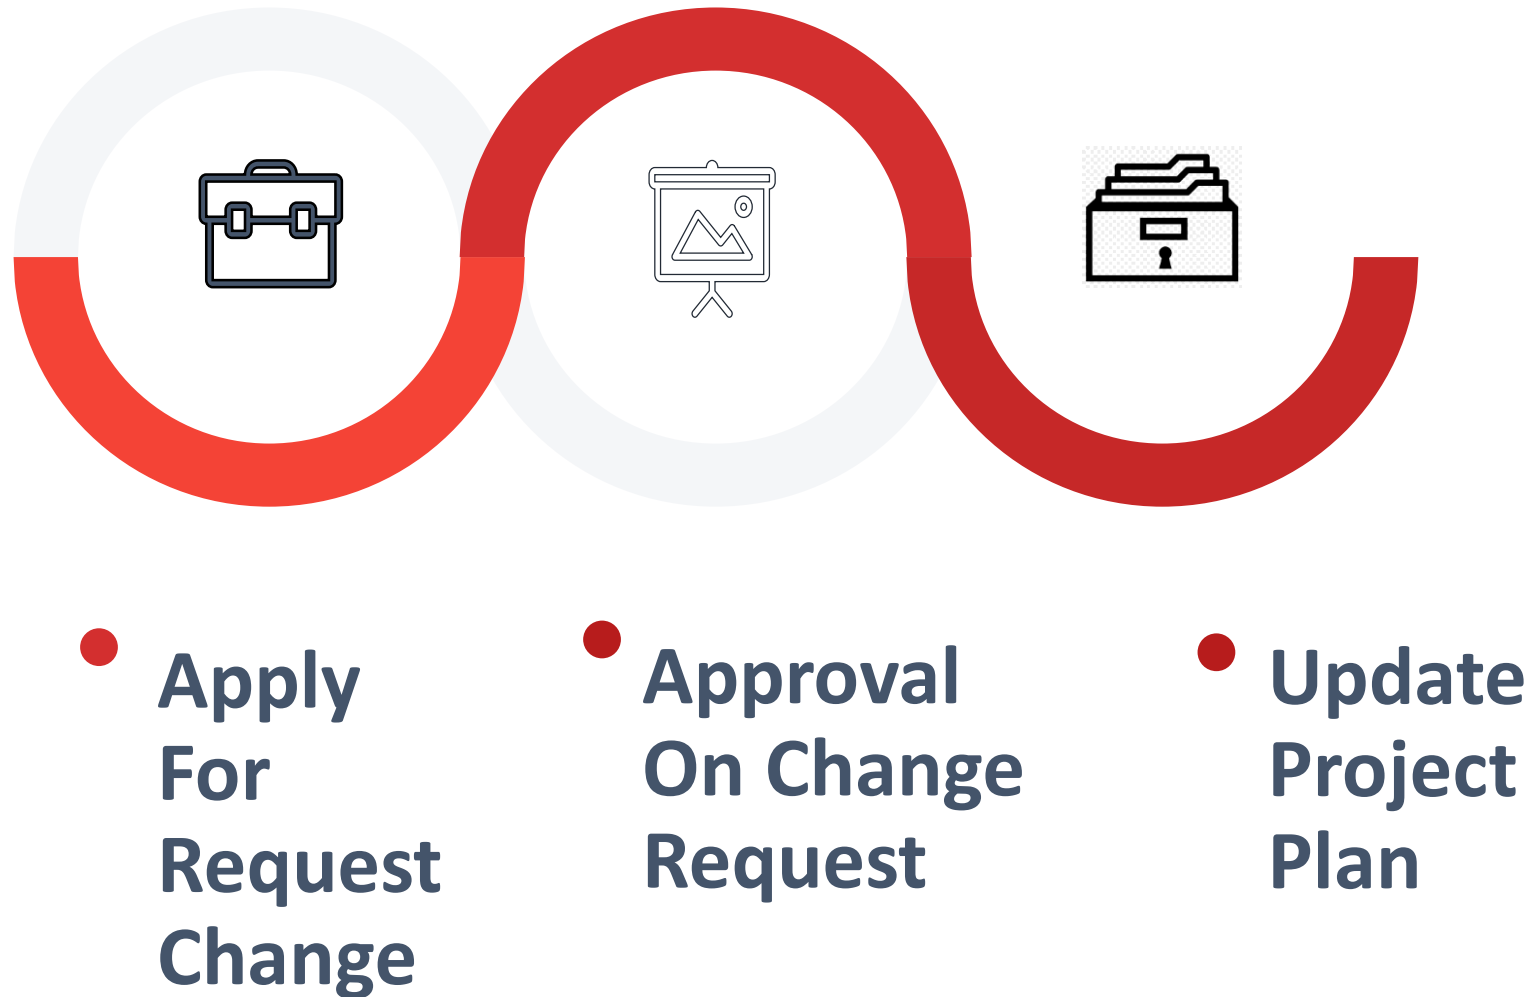 Apply
For
Request
Change
Approval
On Change
Request
Update
Project
Plan